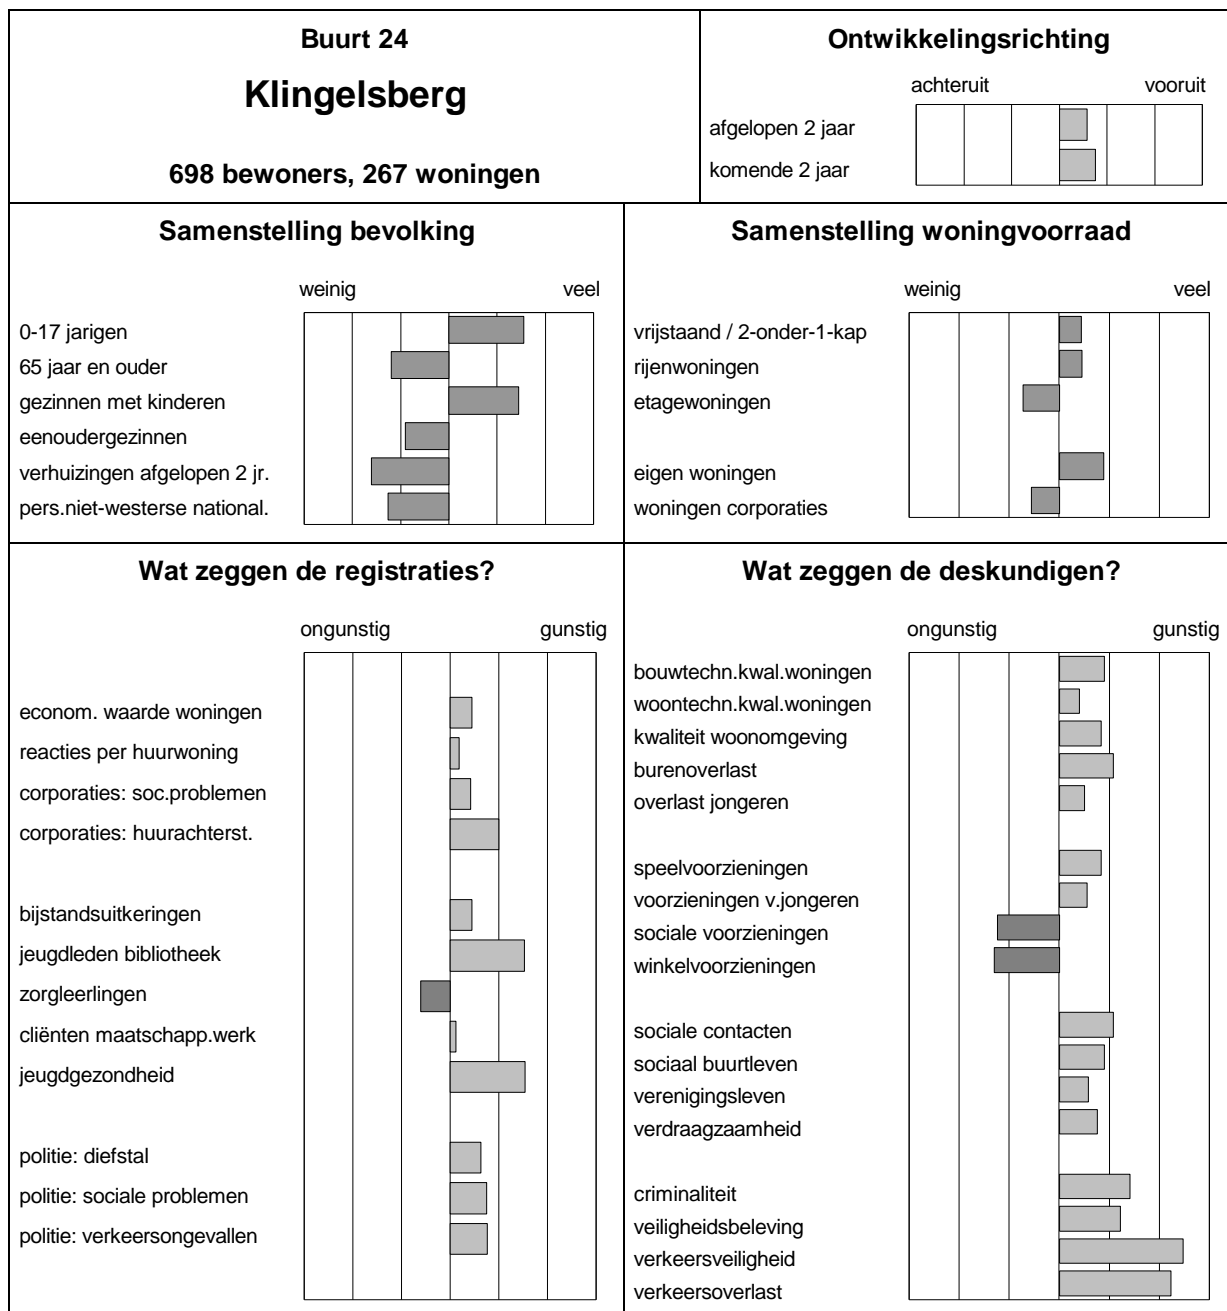 Buurt 24
Klingelsberg
698 bewoners, 267 woningen
Ontwikkelingsrichting
achteruit vooruit
afgelopen 2 jaar
komende 2 jaar
Samenstelling bevolking
weinig veel
0-17 jarigen
65 jaar en ouder
gezinnen met kinderen
eenoudergezinnen
verhuizingen afgelopen 2 jr.
pers.niet-westerse national.
Samenstelling woningvoorraad
weinig veel
vrijstaand / 2-onder-1-kap
rijenwoningen
etagewoningen
eigen woningen
woningen corporaties
Wat zeggen de registraties?
ongunstig gunstig
econom. waarde woningen
reacties per huurwoning
corporaties: soc.problemen
corporaties: huurachterst.
bijstandsuitkeringen
jeugdleden bibliotheek
zorgleerlingen
cliënten maatschapp.werk
jeugdgezondheid
politie: diefstal
politie: sociale problemen
politie: verkeersongevallen
Wat zeggen de deskundigen?
ongunstig gunstig
bouwtechn.kwal.woningen
woontechn.kwal.woningen
kwaliteit woonomgeving
burenoverlast
overlast jongeren
speelvoorzieningen
voorzieningen v.jongeren
sociale voorzieningen
winkelvoorzieningen
sociale contacten
sociaal buurtleven
verenigingsleven
verdraagzaamheid
criminaliteit
veiligheidsbeleving
verkeersveiligheid
verkeersoverlast